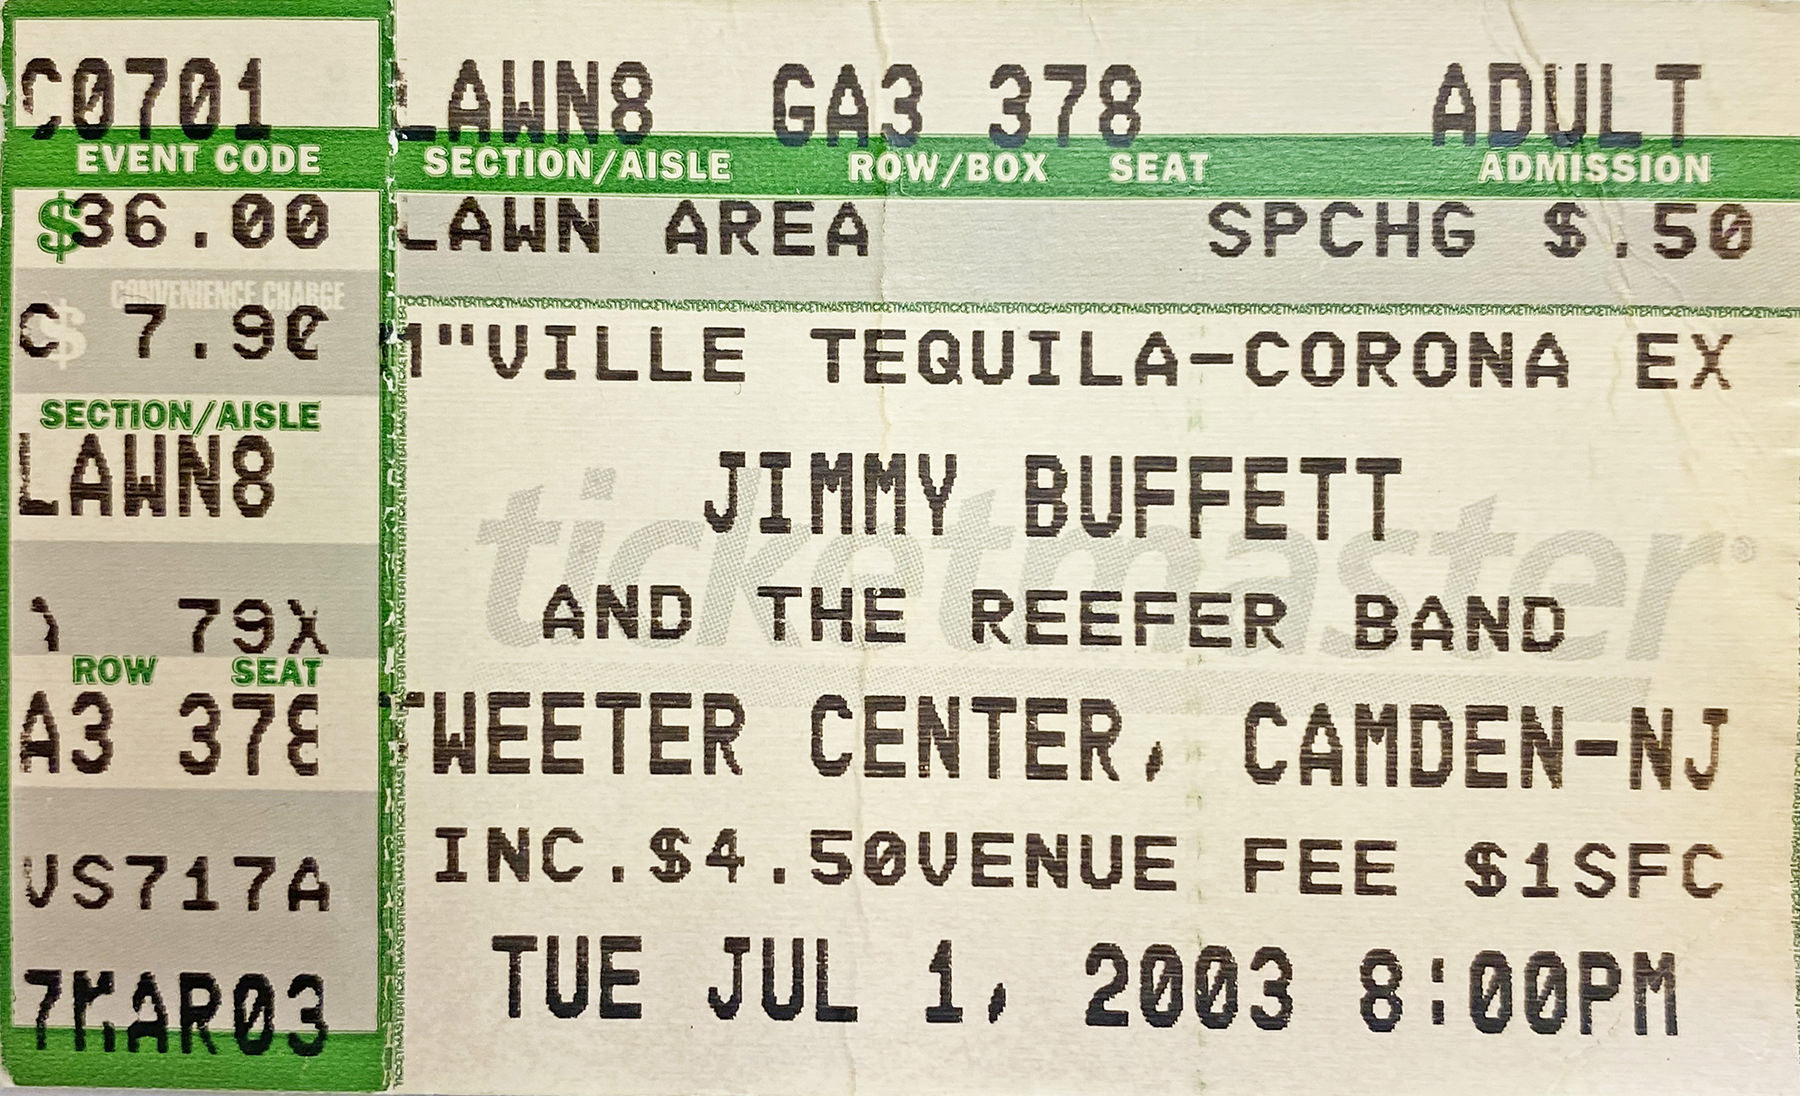 C0701
EVENT CODE
$36.00
CONVENIENCE CHARGE
C $ 7.90
SECTION/AISLE
LAWN8
79X
ROW SEAT
A3 378
US717A
7MAR03
LAWN8 GA3 378 ADULT
SECTION/AISLE ROW/BOX SEAT ADMISSION
LAWN AREA SPCHG $.50
M"VILLE TEQUILA-CORONA EX
JIMMY BUFFETT
ticketmaster®
AND THE REEFER BAND
TWEETER CENTER, CAMDEN-NJ
INC.$4.50VENUE FEE $1SFC
TUE JUL 1, 2003 8:00PM